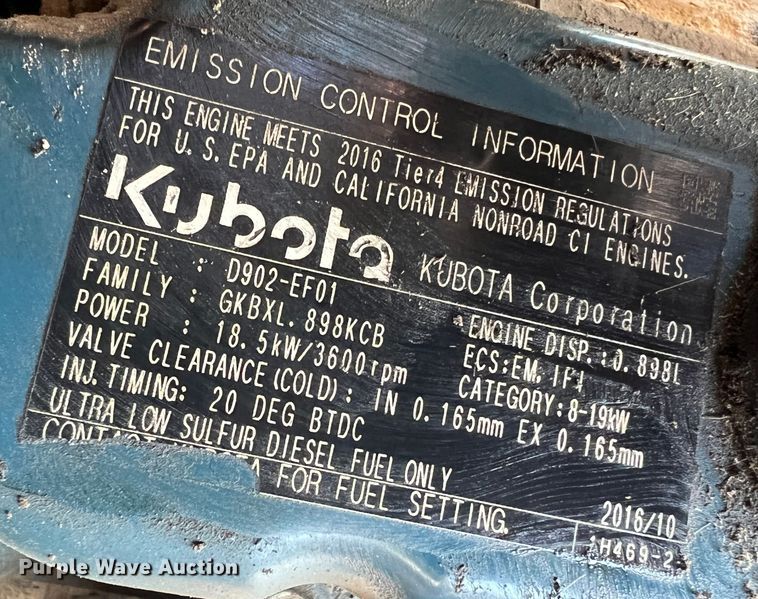 EMISSION CONTROL INFORMATION
THIS ENGINE MEETS 2016 Tier4 EMISSION REGULATIONS
FOR U.S.EPA AND CALIFORNIA NONROAD CI ENGINES.
Kubota KUBOTA Corporation
MODEL : D902-EF01 ENGINE DISP.:0.898L
FAMILY : GKBXL.898KCB ECS:EM, IFI
POWER : 18.5kW/3600rpm CATEGORY:8-19kW
VALVE CLEARANCE(COLD): IN 0.165mm EX 0.165mm
INJ.TIMING: 20 DEG BTDC
ULTRA LOW SULFUR DIESEL FUEL ONLY
FOR FUEL SETTING.
2016/10
1H469-2
Purple Wave Auction